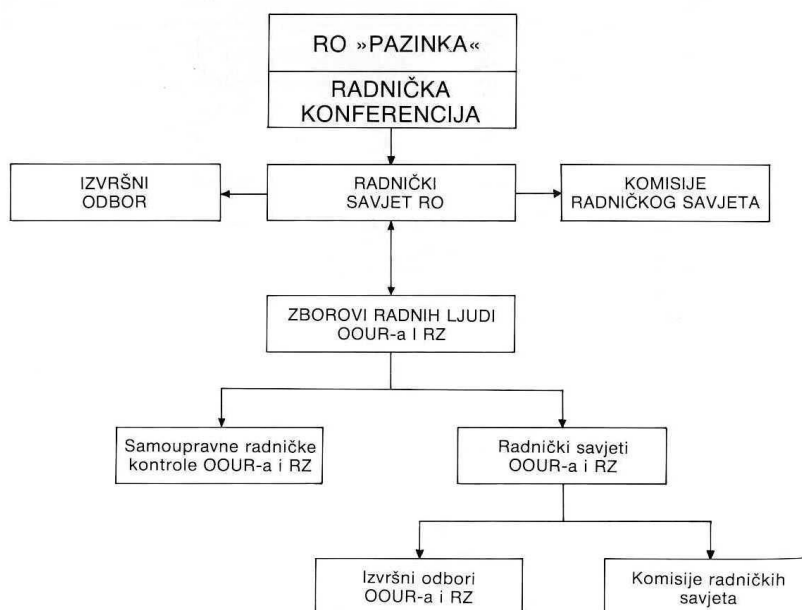 RO »PAZINKA«
RADNIČKA
KONFERENCIJA
IZVRŠNI
ODBOR
RADNIČKI
SAVJET RO
KOMISIJE
RADNIČKOG SAVJETA
ZBOROVI RADNIH LJUDI
OOUR-a I RZ
Samoupravne radničke
kontrole OOUR-a i RZ
Radnički savjeti
OOUR-a i RZ
Izvršni odbori
OOUR-a i RZ
Komisije radničkih
savjeta